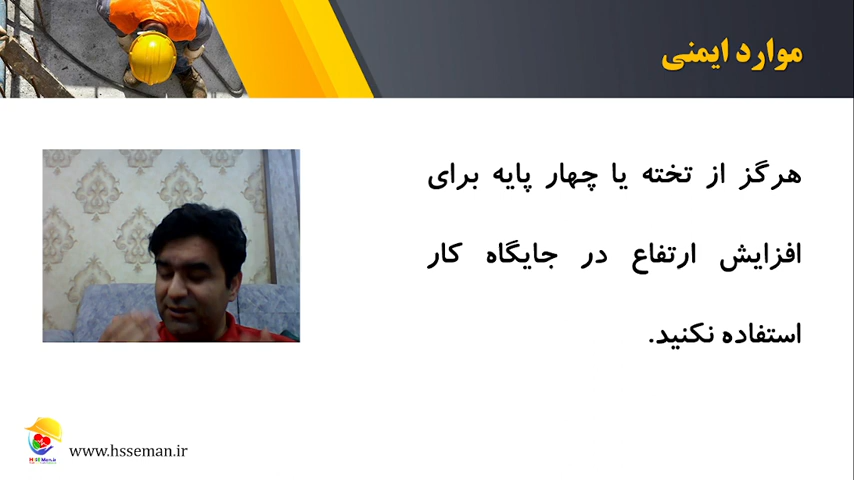 موارد ایمنی
هرگز از تخته یا چهار پایه برای
افزایش ارتفاع در جایگاه کار
استفاده نکنید.
www.hsseman.ir